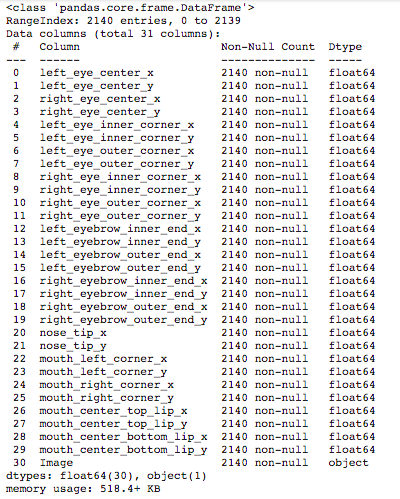 <class 'pandas.core.frame.DataFrame'>
RangeIndex: 2140 entries, 0 to 2139
Data columns (total 31 columns):
 #   Column                     Non-Null Count  Dtype
---  ------                     --------------  -----
 0   left_eye_center_x          2140 non-null   float64
 1   left_eye_center_y          2140 non-null   float64
 2   right_eye_center_x         2140 non-null   float64
 3   right_eye_center_y         2140 non-null   float64
 4   left_eye_inner_corner_x    2140 non-null   float64
 5   left_eye_inner_corner_y    2140 non-null   float64
 6   left_eye_outer_corner_x    2140 non-null   float64
 7   left_eye_outer_corner_y    2140 non-null   float64
 8   right_eye_inner_corner_x   2140 non-null   float64
 9   right_eye_inner_corner_y   2140 non-null   float64
 10  right_eye_outer_corner_x   2140 non-null   float64
 11  right_eye_outer_corner_y   2140 non-null   float64
 12  left_eyebrow_inner_end_x   2140 non-null   float64
 13  left_eyebrow_inner_end_y   2140 non-null   float64
 14  left_eyebrow_outer_end_x   2140 non-null   float64
 15  left_eyebrow_outer_end_y   2140 non-null   float64
 16  right_eyebrow_inner_end_x  2140 non-null   float64
 17  right_eyebrow_inner_end_y  2140 non-null   float64
 18  right_eyebrow_outer_end_x  2140 non-null   float64
 19  right_eyebrow_outer_end_y  2140 non-null   float64
 20  nose_tip_x                 2140 non-null   float64
 21  nose_tip_y                 2140 non-null   float64
 22  mouth_left_corner_x        2140 non-null   float64
 23  mouth_left_corner_y        2140 non-null   float64
 24  mouth_right_corner_x       2140 non-null   float64
 25  mouth_right_corner_y       2140 non-null   float64
 26  mouth_center_top_lip_x     2140 non-null   float64
 27  mouth_center_top_lip_y     2140 non-null   float64
 28  mouth_center_bottom_lip_x  2140 non-null   float64
 29  mouth_center_bottom_lip_y  2140 non-null   float64
 30  Image                      2140 non-null   object
dtypes: float64(30), object(1)
memory usage: 518.4+ KB